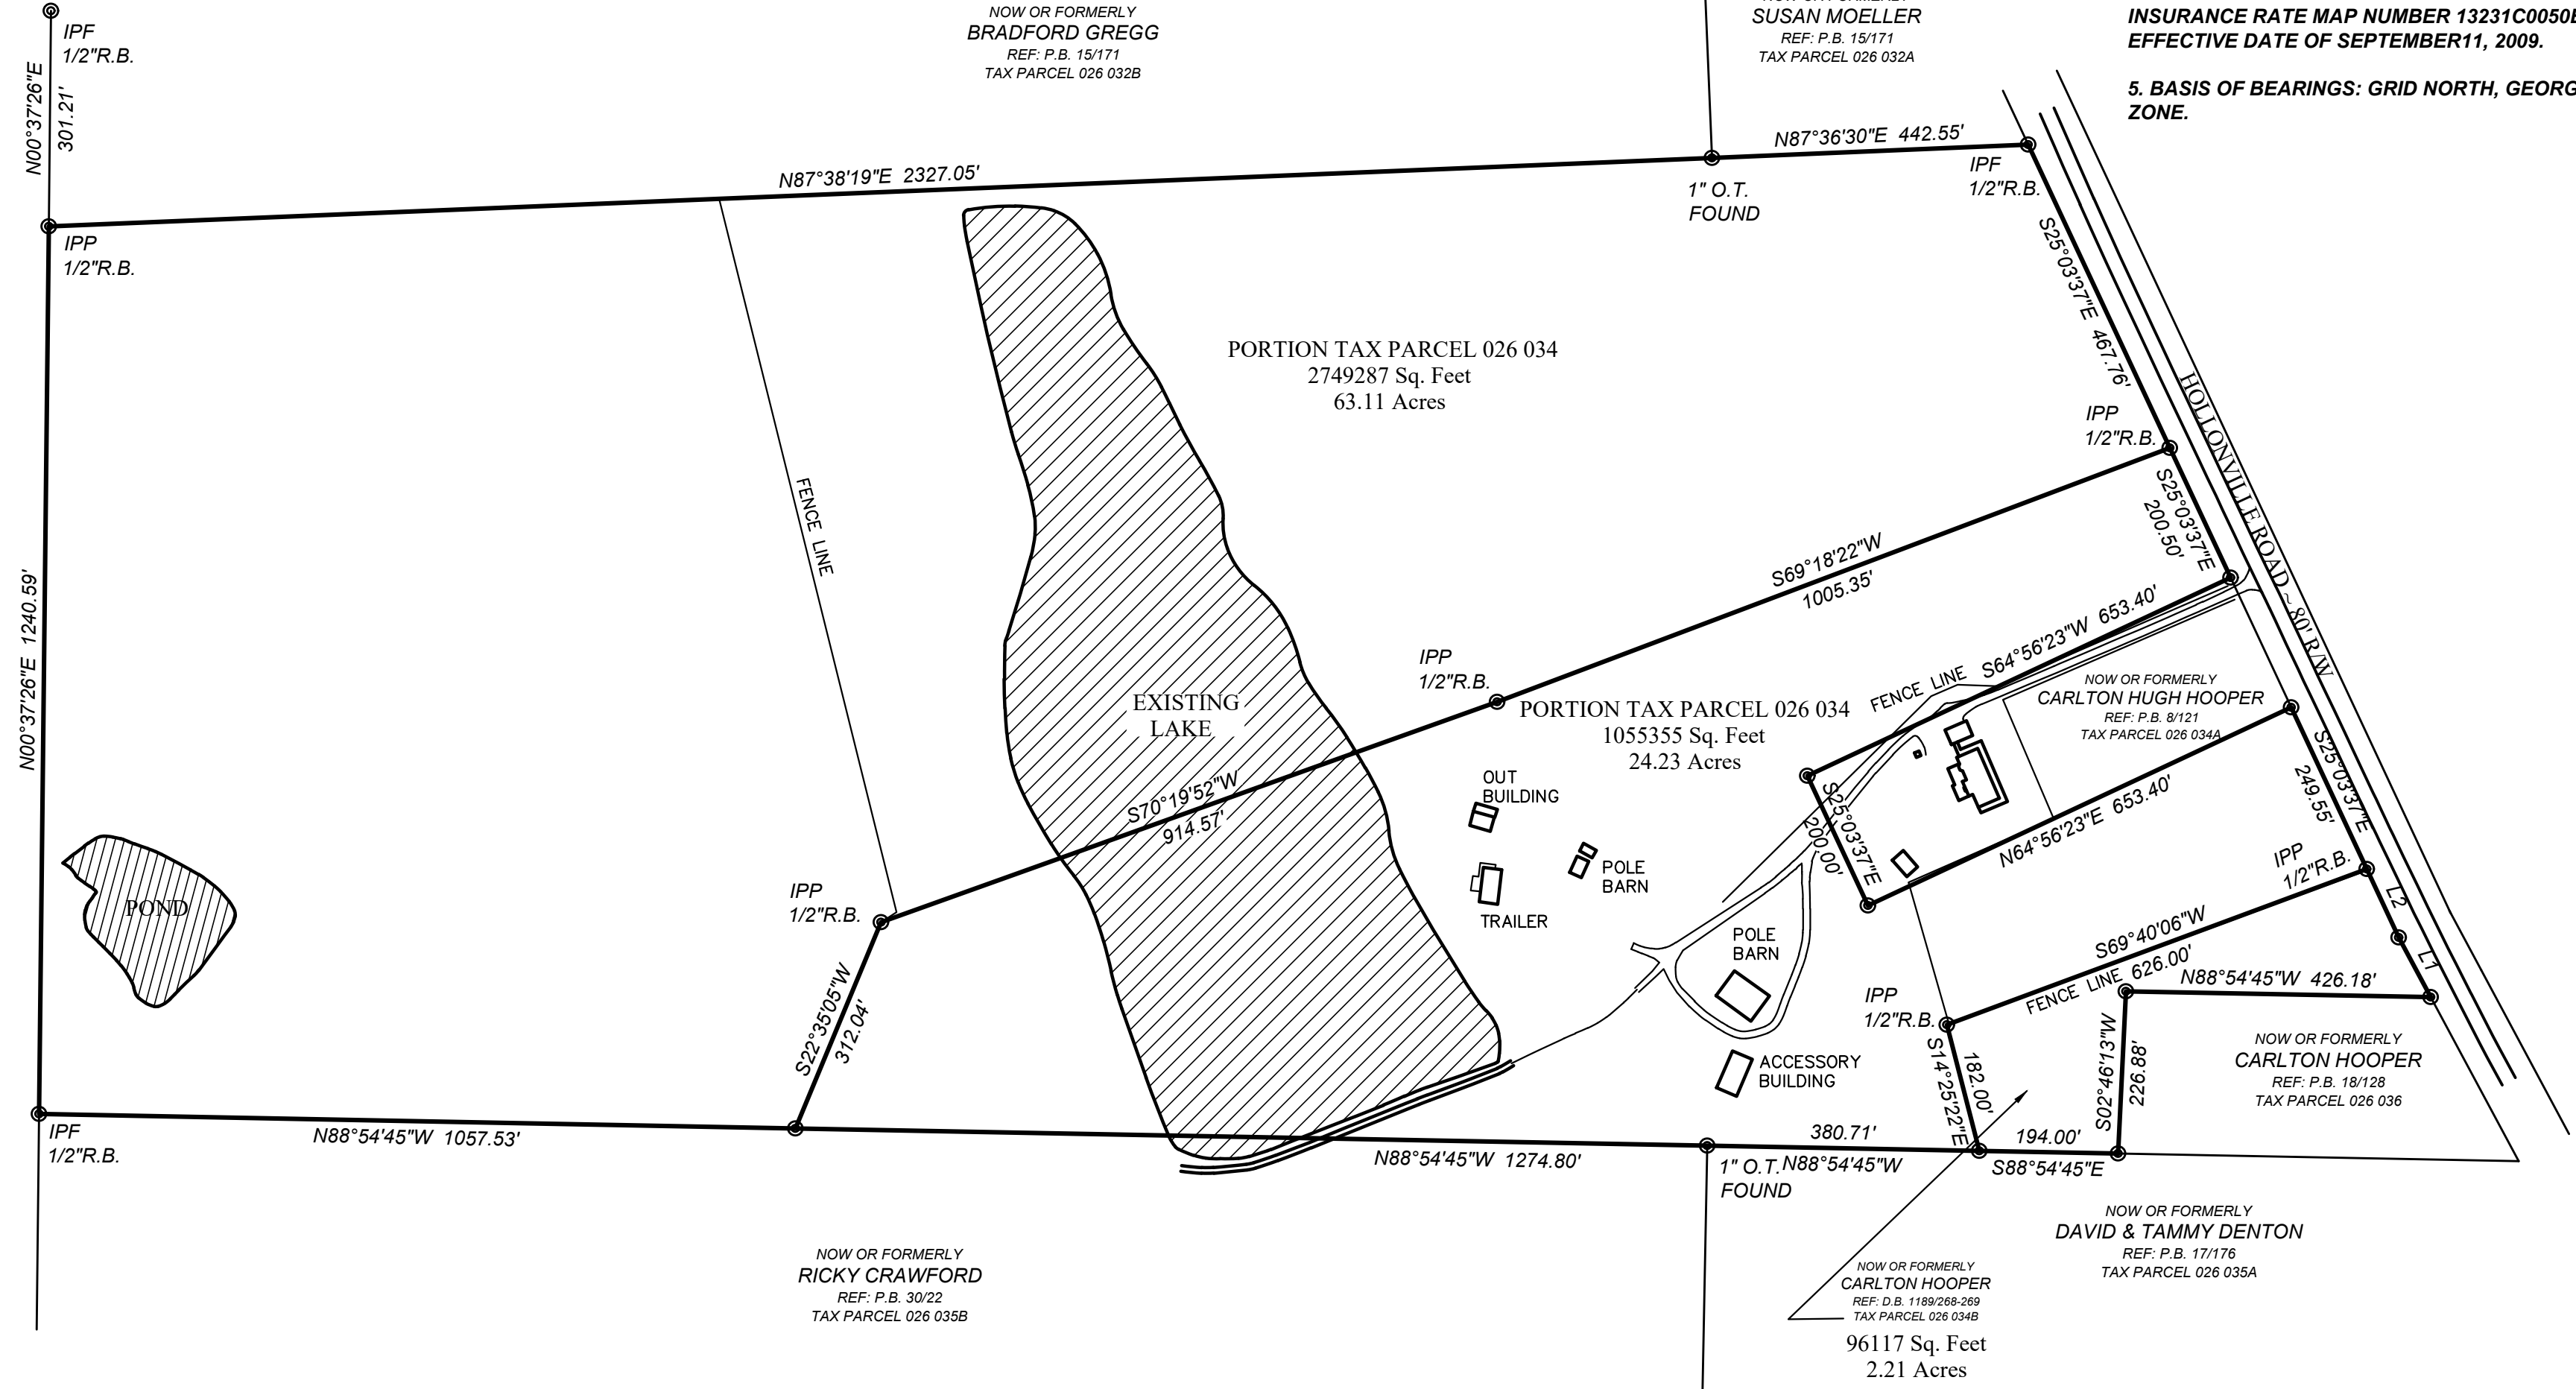 IPF
1/2"R.B.
N00°37'26"E
301.21'
NOW OR FORMERLY
BRADFORD GREGG
REF: P.B. 15/171
TAX PARCEL 026 032B
SUSAN MOELLER
REF: P.B. 15/171
TAX PARCEL 026 032A
INSURANCE RATE MAP NUMBER 13231C0050
EFFECTIVE DATE OF SEPTEMBER11, 2009.
5. BASIS OF BEARINGS: GRID NORTH, GEORG
ZONE.
N87°38'19"E 2327.05'
N87°36'30"E 442.55'
IPF
1/2"R.B.
1" O.T.
FOUND
IPP
1/2"R.B.
S25°03'37"E 467.76'
PORTION TAX PARCEL 026 034
2749287 Sq. Feet
63.11 Acres
HOLLONVILLE ROAD ~ 80' R/W
IPP
1/2"R.B.
S25°03'37"E
200.50'
FENCE LINE
S69°18'22"W
1005.35'
N00°37'26"E 1240.59'
S64°56'23"W 653.40'
FENCE LINE
IPP
1/2"R.B.
NOW OR FORMERLY
CARLTON HUGH HOOPER
REF: P.B. 8/121
TAX PARCEL 026 034A
EXISTING
LAKE
PORTION TAX PARCEL 026 034
1055355 Sq. Feet
24.23 Acres
S70°19'52"W
914.57'
OUT
BUILDING
S25°03'37"E
200.00'
N64°56'23"E 653.40'
S25°03'37"E
249.55'
IPP
1/2"R.B.
POLE
BARN
TRAILER
IPP
1/2"R.B.
POND
L2
L1
POLE
BARN
S69°40'06"W
626.00'
FENCE LINE
N88°54'45"W 426.18'
IPP
1/2"R.B.
S22°35'05"W
312.04'
ACCESSORY
BUILDING
S14°25'22"E
182.00'
S02°46'13"W
226.88'
NOW OR FORMERLY
CARLTON HOOPER
REF: P.B. 18/128
TAX PARCEL 026 036
IPF
1/2"R.B.
N88°54'45"W 1057.53'
N88°54'45"W 1274.80'
380.71'
N88°54'45"W
1" O.T.
FOUND
194.00'
S88°54'45"E
NOW OR FORMERLY
DAVID & TAMMY DENTON
REF: P.B. 17/176
TAX PARCEL 026 035A
NOW OR FORMERLY
RICKY CRAWFORD
REF: P.B. 30/22
TAX PARCEL 026 035B
NOW OR FORMERLY
CARLTON HOOPER
REF: D.B. 1189/268-269
TAX PARCEL 026 034B
96117 Sq. Feet
2.21 Acres